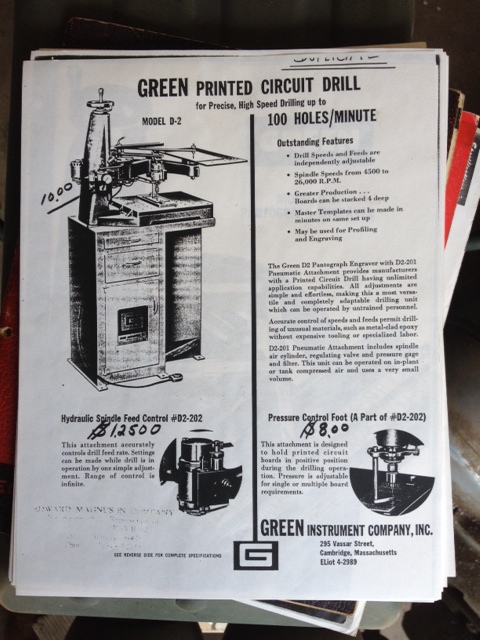 DUPLICATE
GREEN PRINTED CIRCUIT DRILL
for Precise, High Speed Drilling up to
MODEL D-2
100 HOLES/MINUTE
10.00
Outstanding Features
• Drill Speeds and Feeds are
independently adjustable
• Spindle Speeds from 4500 to
26,000 R.P.M.
• Greater Production . . .
Boards can be stacked 4 deep
• Master Templates can be made
in minutes on same set up
• May be used for Profiling
and Engraving
The Green D2 Pantograph Engraver with D2-201
Pneumatic Attachment provides manufacturers
with a Printed Circuit Drill having unlimited
application capabilities. All adjustments are
simple and effortless, making this a most versa-
tile and completely adaptable drilling unit
which can be operated by untrained personnel.
Accurate control of speeds and feeds permit drill-
ing of unusual materials, such as metal-clad epoxy
without expensive tooling or specialized labor.
D2-201 Pneumatic Attachment includes spindle
air cylinder, regulating valve and pressure gage
and filter. This unit can be operated on in-plant
or tank compressed air and uses a very small
volume.
Hydraulic Spindle Feed Control #D2-202
$12500
This attachment accurately
controls drill feed rate. Settings
can be made while drill is in
operation by one simple adjust-
ment. Range of control is
infinite.
Pressure Control Foot (A Part of #D2-202)
$8.00
This attachment is designed
to hold printed circuit
boards in positive position
during the drilling opera-
tion. Pressure is adjustable
for single or multiple board
requirements.
COMPANY
SEE REVERSE SIDE FOR COMPLETE SPECIFICATIONS
G
GREEN INSTRUMENT COMPANY, INC.
295 Vassar Street,
Cambridge, Massachusetts
ELiot 4-2989